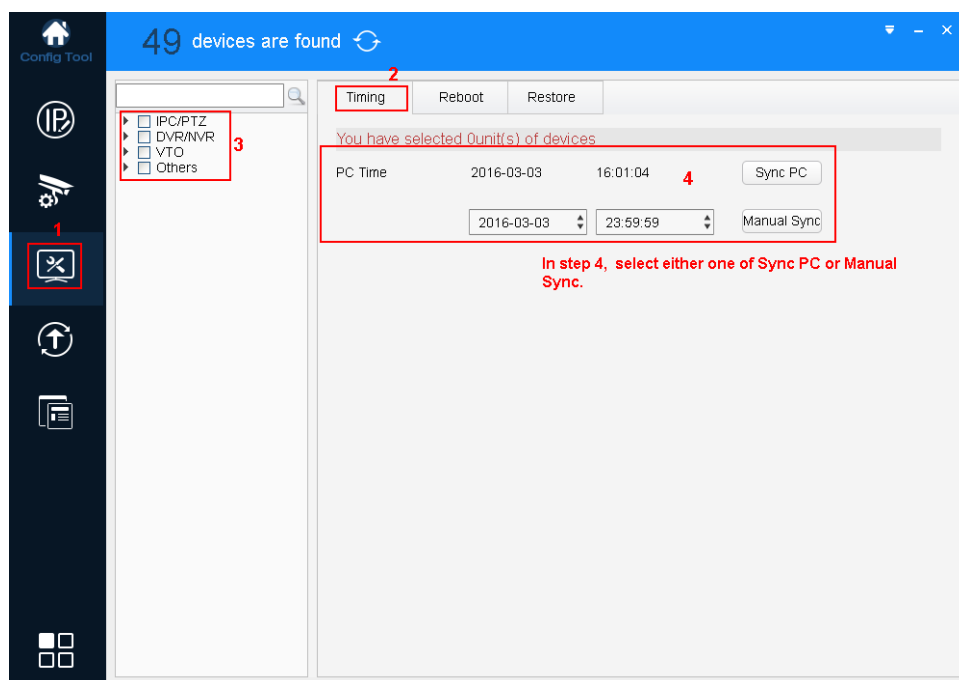 49 devices are found
Config Tool
2
Timing Reboot Restore
IPC/PTZ
DVR/NVR
VTO
Others
3
You have selected 0unit(s) of devices
PC Time 2016-03-03 16:01:04 4 Sync PC
2016-03-03 23:59:59 Manual Sync
1
In step 4, select either one of Sync PC or Manual
Sync.
IP